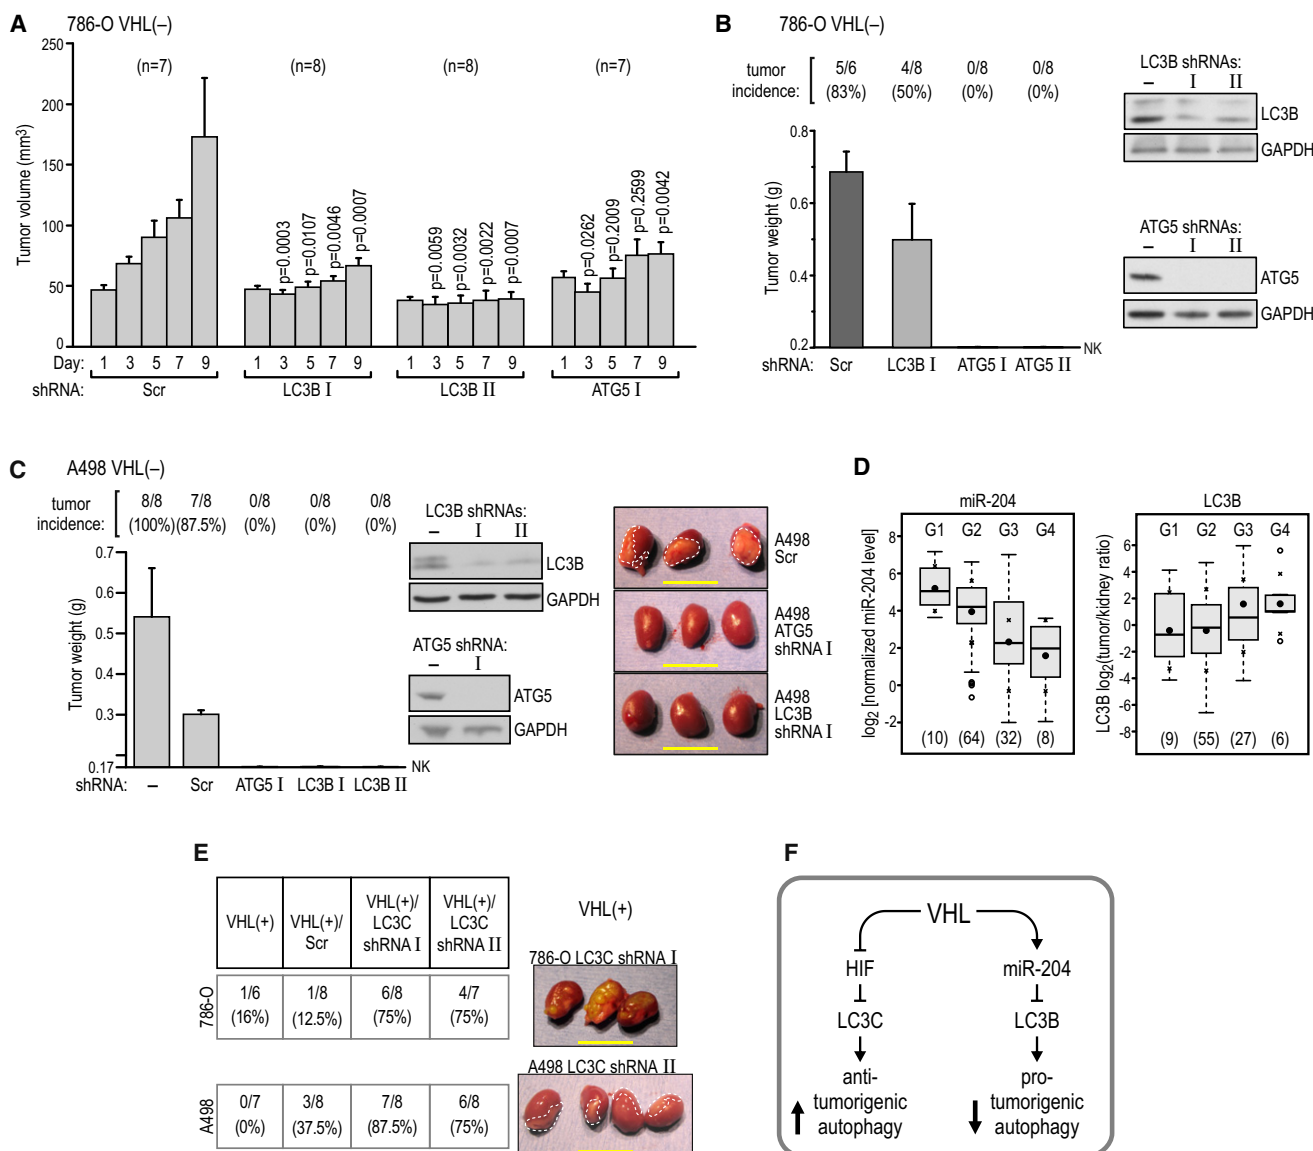 A
786-O VHL(–)
250
200
150
100
50
0
Tumor volume (mm³)
(n=7)
(n=8)
(n=8)
(n=7)
p=0.0003
p=0.0107
p=0.0046
p=0.0007
p=0.0059
p=0.0032
p=0.0022
p=0.0007
p=0.0262
p=0.2009
p=0.2599
p=0.0042
Day: 1 3 5 7 9 1 3 5 7 9 1 3 5 7 9 1 3 5 7 9
shRNA: Scr LC3B I LC3B II ATG5 I
B
786-O VHL(–)
tumor 5/6 4/8 0/8 0/8
incidence: (83%) (50%) (0%) (0%)
0.8
0.6
0.4
0.2
Tumor weight (g)
NK
shRNA: Scr LC3B I ATG5 I ATG5 II
LC3B shRNAs:
– I II
LC3B
GAPDH
ATG5 shRNAs:
– I II
ATG5
GAPDH
C
A498 VHL(–)
tumor 8/8 7/8 0/8 0/8 0/8
incidence: (100%) (87.5%) (0%) (0%) (0%)
0.7
0.6
0.5
0.4
0.3
0.17
Tumor weight (g)
NK
shRNA: – Scr ATG5 I LC3B I LC3B II
LC3B shRNAs:
– I II
LC3B
GAPDH
ATG5 shRNA:
– I
ATG5
GAPDH
A498
Scr
A498
ATG5
shRNA I
A498
LC3B
shRNA I
D
miR-204
G1 G2 G3 G4
8
6
4
2
0
-2
log₂ [normalized miR-204 level]
(10) (64) (32) (8)
LC3B
G1 G2 G3 G4
6
4
2
0
-2
-4
-6
-8
LC3B log₂(tumor/kidney ratio)
(9) (55) (27) (6)
E
VHL(+)
VHL(+)/
Scr
VHL(+)/
LC3C
shRNA I
VHL(+)/
LC3C
shRNA II
786-O
1/6 1/8 6/8 4/7
(16%) (12.5%) (75%) (75%)
A498
0/7 3/8 7/8 6/8
(0%) (37.5%) (87.5%) (75%)
VHL(+)
786-O LC3C shRNA I
A498 LC3C shRNA II
F
VHL
HIF
LC3C
anti-
tumorigenic
autophagy
miR-204
LC3B
pro-
tumorigenic
autophagy